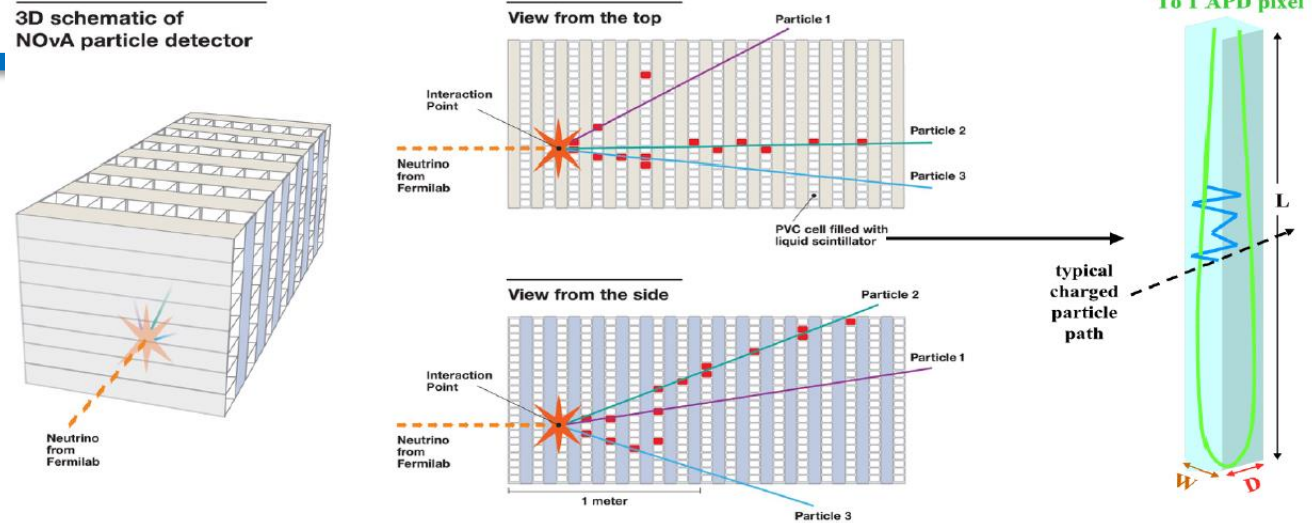 3D schematic of
NOvA particle detector
Neutrino
from
Fermilab
View from the top
Particle 1
Interaction
Point
Particle 2
Neutrino
from
Fermilab
Particle 3
PVC cell filled with
liquid scintillator
View from the side
Particle 2
Interaction
Point
Particle 1
Neutrino
from
Fermilab
1 meter
Particle 3
To 1 APD pixel
L
typical
charged
particle
path
W
D